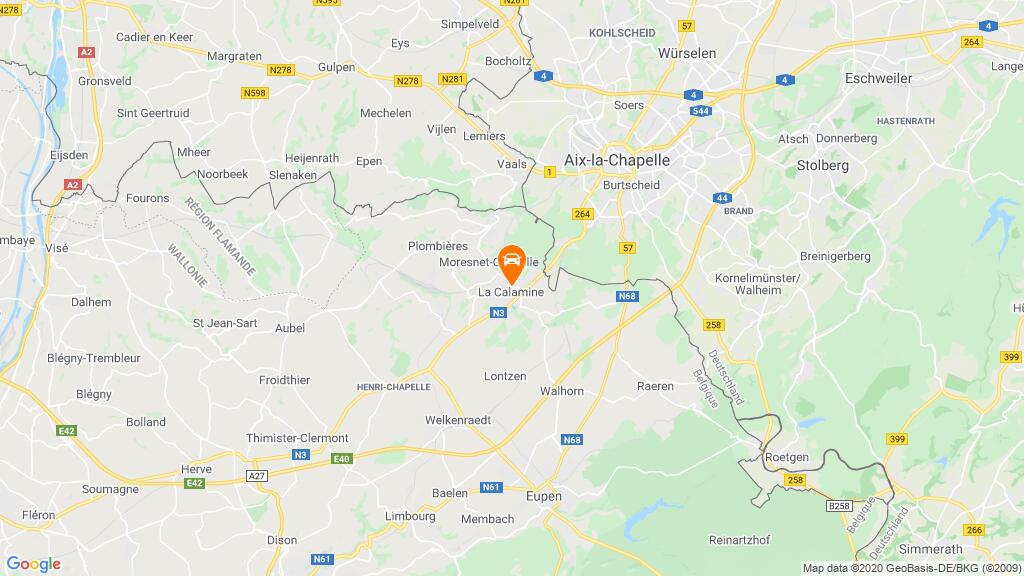 N278
N595
N281
57
4
264
Simpelveld
KOHLSCHEID
Cadier en Keer
Eys
Würselen
A2
Margraten
Bocholtz
Lange
Gronsveld
N278
Gulpen
N278
N281
4
4
Eschweiler
N598
4
Sint Geertruid
Mechelen
Soers
544
HASTENRATH
Vijlen
Lemiers
Atsch
Donnerberg
Eijsden
Mheer
Heijenrath
Epen
Vaals
Aix-la-Chapelle
Stolberg
Noorbeek
Slenaken
1
A2
Burtscheid
Fourons
44
BRAND
264
RÉGION FLAMANDE
WALLONIE
mbaye
Visé
Plombières
57
Breinigerberg
Moresnet-C
lle
Kornelimünster/
Walheim
La Calamine
N68
Dalhem
N3
St Jean-Sart
Aubel
258
Blégny-Trembleur
399
Deutschland
Belgique
Froidthier
Lontzen
Blégny
HENRI-CHAPELLE
Walhorn
Raeren
Bolland
Welkenraedt
E42
Thimister-Clermont
N68
399
N3
E40
Roetgen
Herve
A27
E42
258
Soumagne
Baelen
N61
Eupen
B258
Fléron
Limbourg
Membach
Belgique
Deutschland
266
Dison
Reinartzhof
Simmerath
N61
Google
Map data ©2020 GeoBasis-DE/BKG (©2009)